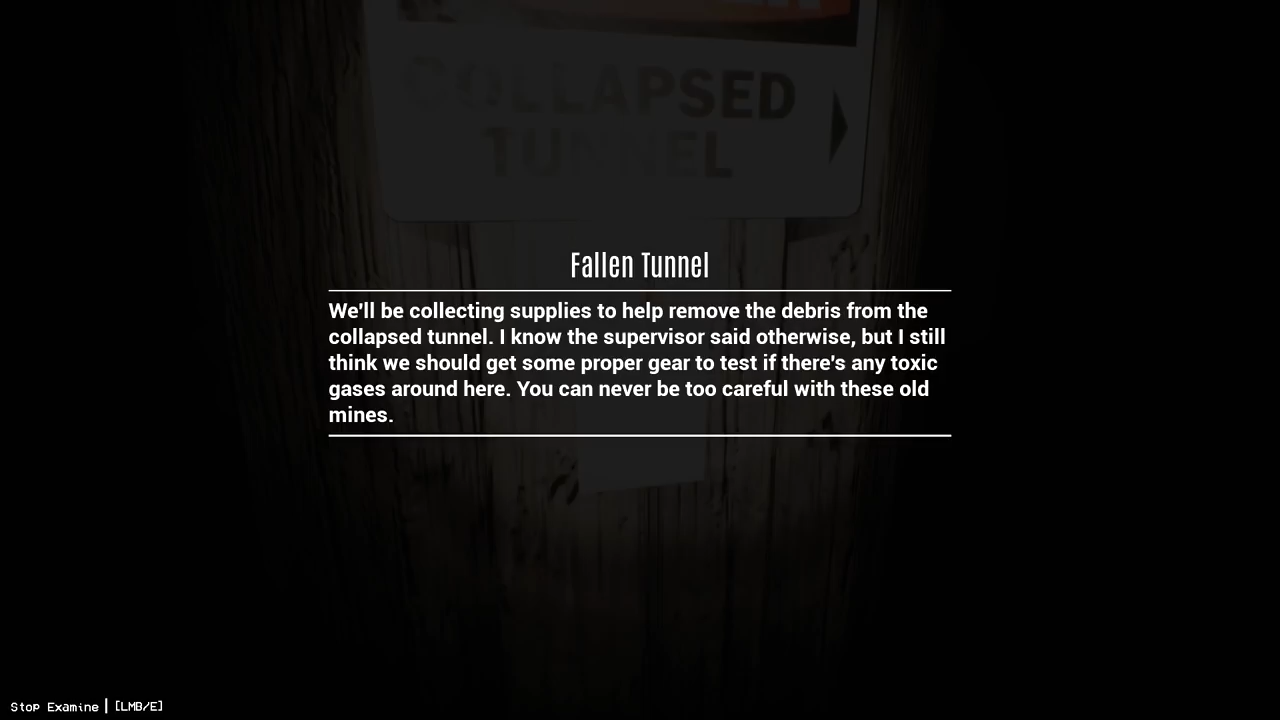 COLLAPSED
TUNNEL
Fallen Tunnel
We'll be collecting supplies to help remove the debris from the
collapsed tunnel. I know the supervisor said otherwise, but I still
think we should get some proper gear to test if there's any toxic
gases around here. You can never be too careful with these old
mines.
Stop Examine | [LMB/E]